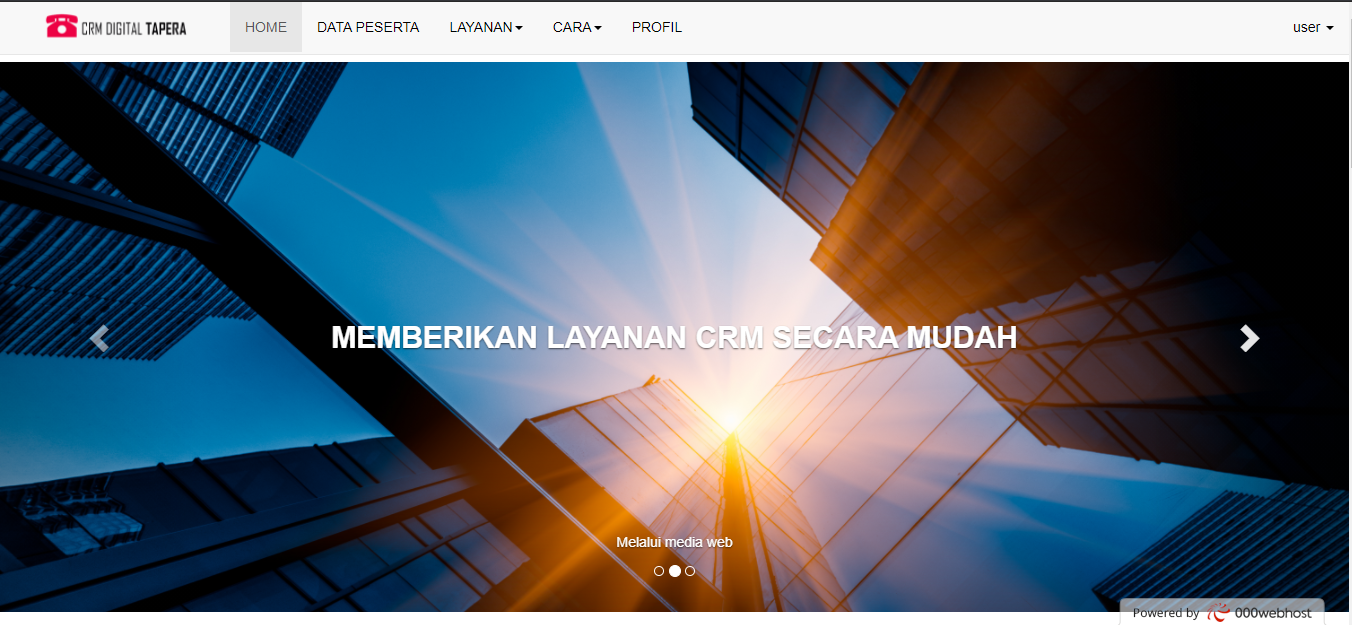 CRM DIGITAL TAPERA
HOME
DATA PESERTA
LAYANAN
CARA
PROFIL
user
MEMBERIKAN LAYANAN CRM SECARA MUDAH
Melalui media web
Powered by 000webhost